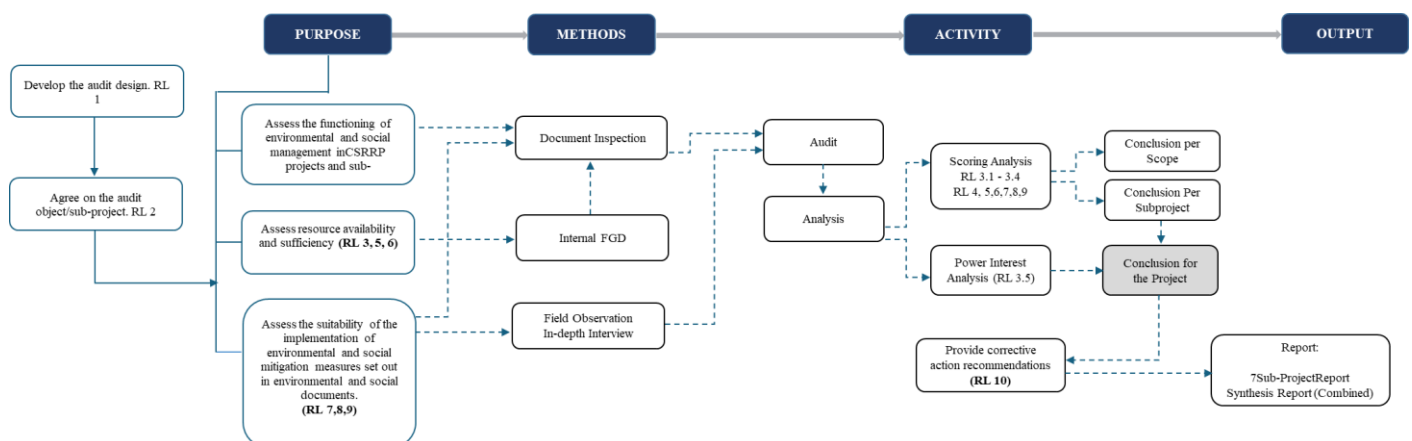 PURPOSE
METHODS
ACTIVITY
OUTPUT
Develop the audit design. RL
1
Agree on the audit
object/sub-project. RL 2
Assess the functioning of
environmental and social
management inCSRRP
projects and sub-
Assess resource availability
and sufficiency (RL 3, 5, 6)
Assess the suitability of the
implementation of
environmental and social
mitigation measures set out
in environmental and social
documents.
(RL 7,8,9)
Document Inspection
Internal FGD
Field Observation
In-depth Interview
Audit
Analysis
Scoring Analysis
RL 3.1 - 3.4
RL 4, 5,6,7,8,9
Power Interest
Analysis (RL 3.5)
Provide corrective
action recommendations
(RL 10)
Conclusion per
Scope
Conclusion Per
Subproject
Conclusion for
the Project
Report:
7Sub-ProjectReport
Synthesis Report (Combined)